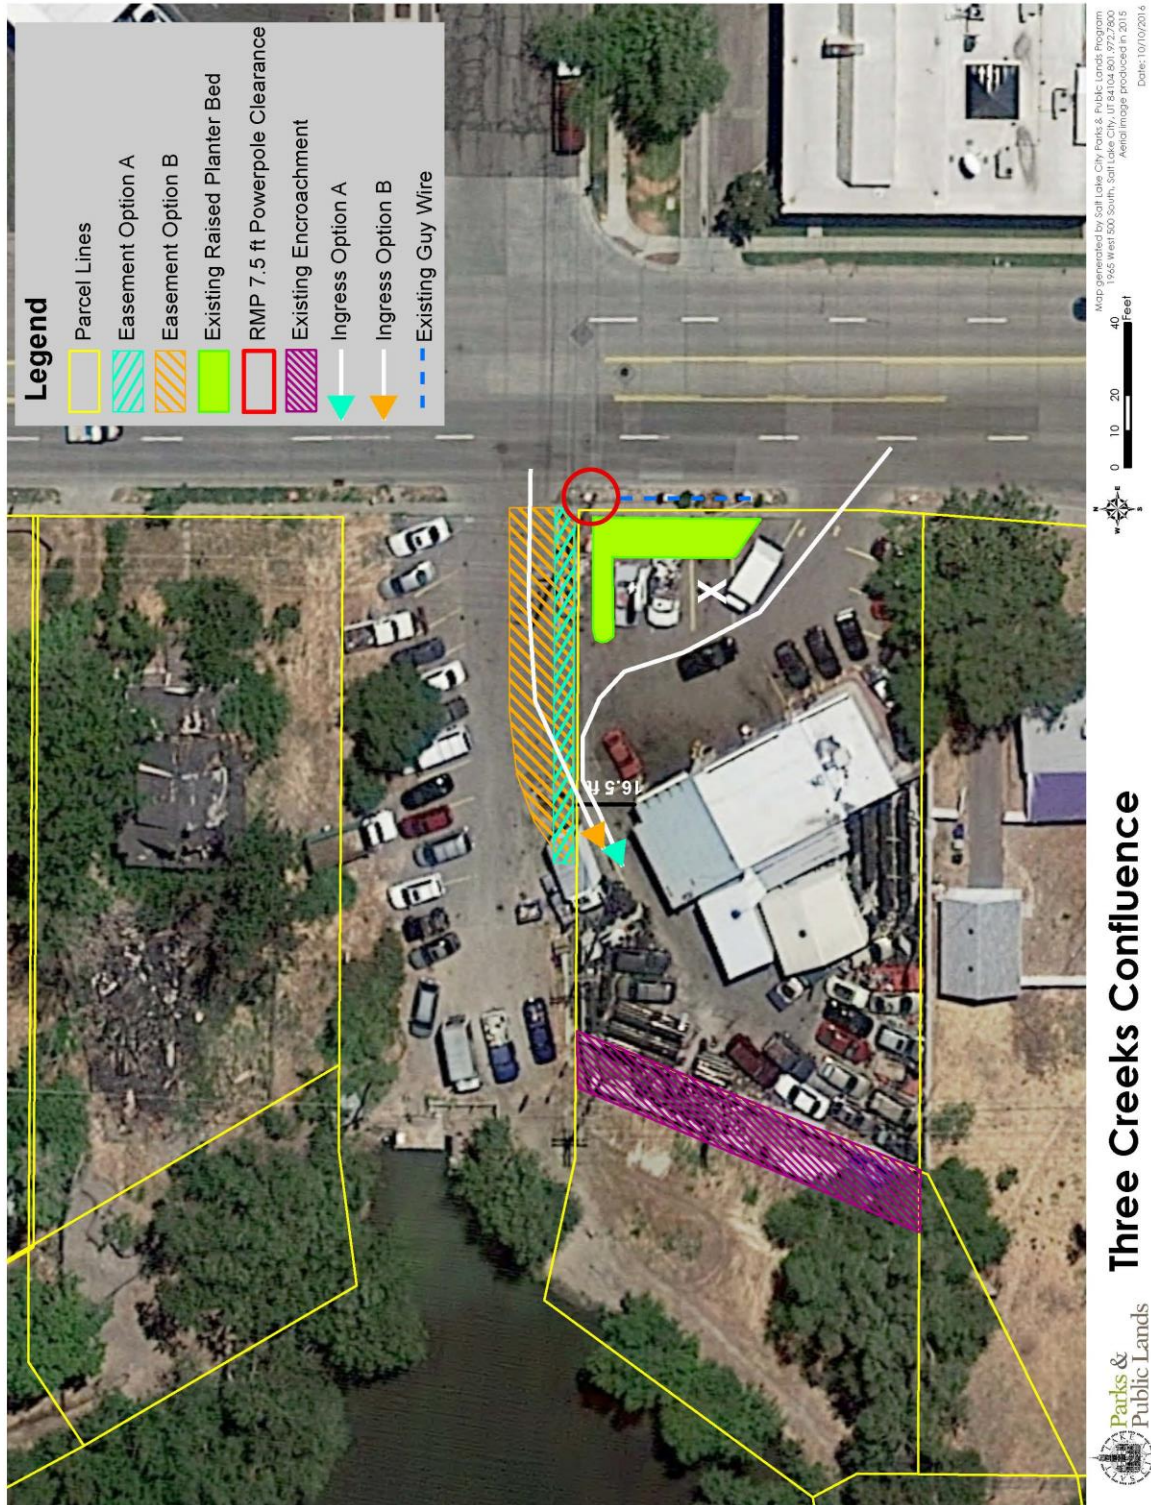 Legend
Parcel Lines
Easement Option A
Easement Option B
Existing Raised Planter Bed
RMP 7.5 ft Powerpole Clearance
Existing Encroachment
Ingress Option A
Ingress Option B
Existing Guy Wire
X
16.5 ft
Parks &
Public Lands
Three Creeks Confluence
N
W E
S
0 10 20 40
Feet
Map generated by Salt Lake City Parks & Public Lands Program
1965 West 500 South, Salt Lake City, UT 84104 801.972.7800
Aerial image produced in 2015
Date: 10/10/2016